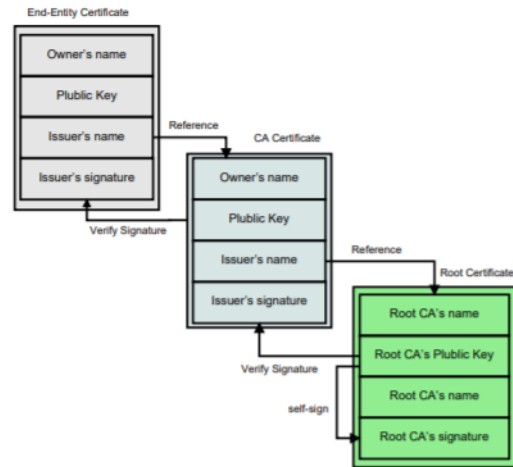 End-Entity Certificate
Owner's name
Plublic Key
Issuer's name
Issuer's signature
Reference
Verify Signature
CA Certificate
Owner's name
Plublic Key
Issuer's name
Issuer's signature
Reference
Verify Signature
Root Certificate
Root CA's name
Root CA's Plublic Key
Root CA's name
Root CA's signature
self-sign